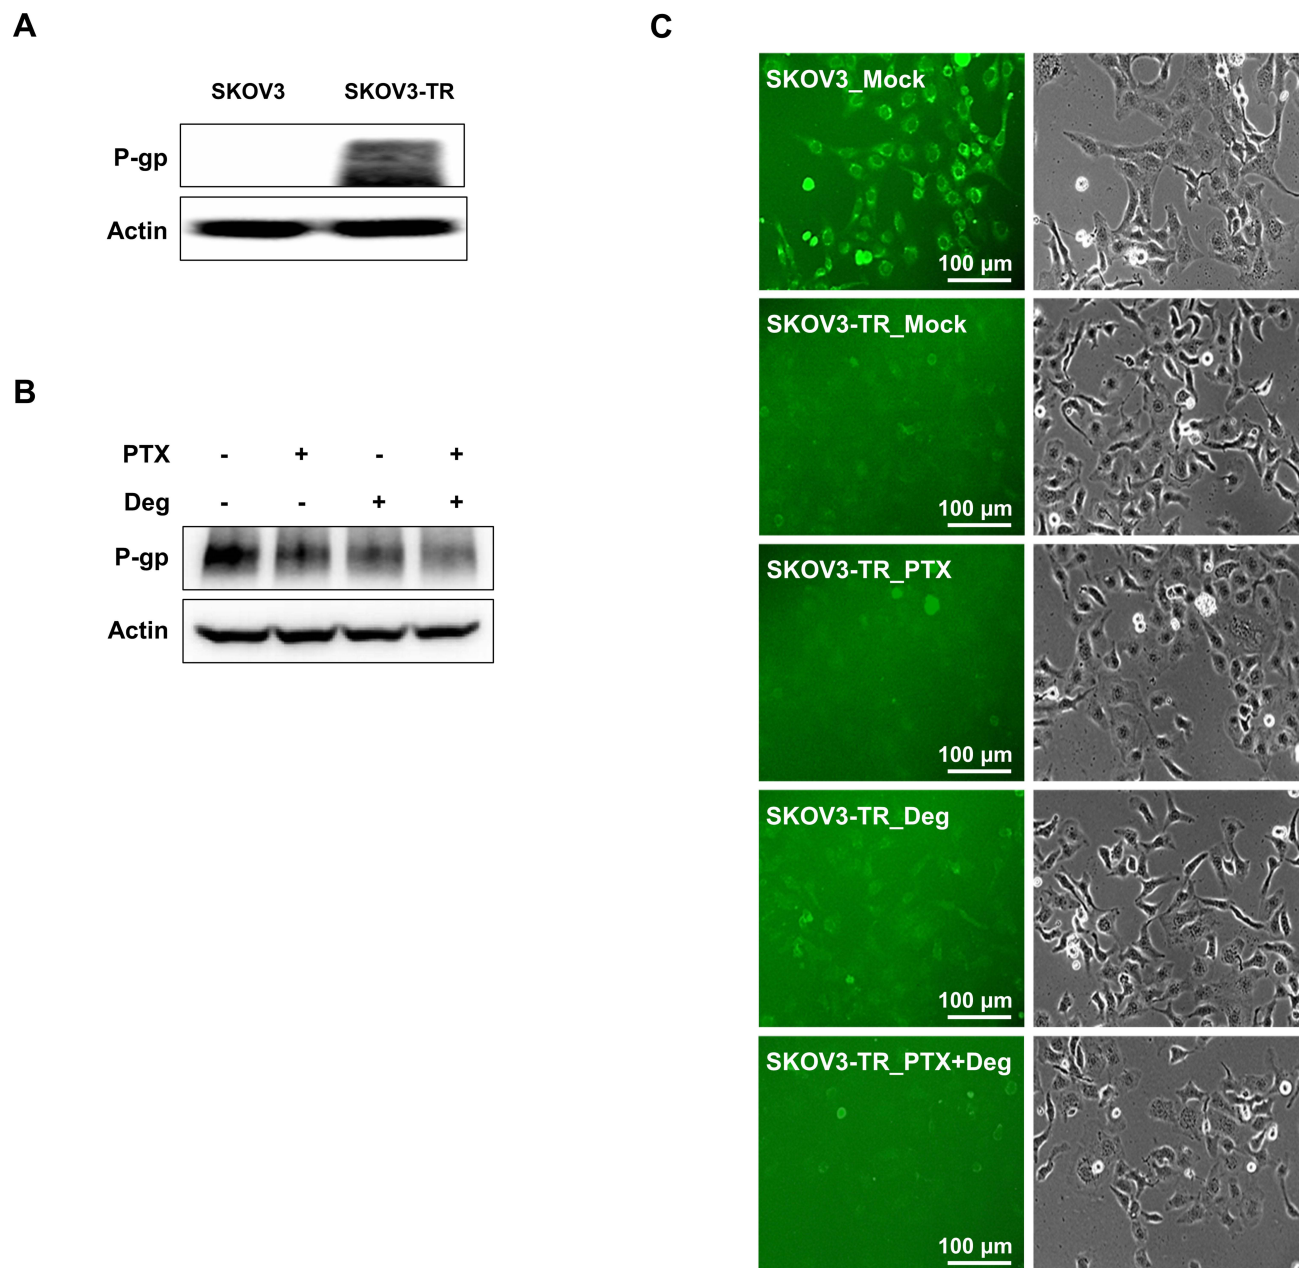 A
SKOV3 SKOV3-TR
P-gp
Actin
B
PTX - + - +
Deg - - + +
P-gp
Actin
C
SKOV3_Mock
100 µm
SKOV3-TR_Mock
100 µm
SKOV3-TR_PTX
100 µm
SKOV3-TR_Deg
100 µm
SKOV3-TR_PTX+Deg
100 µm